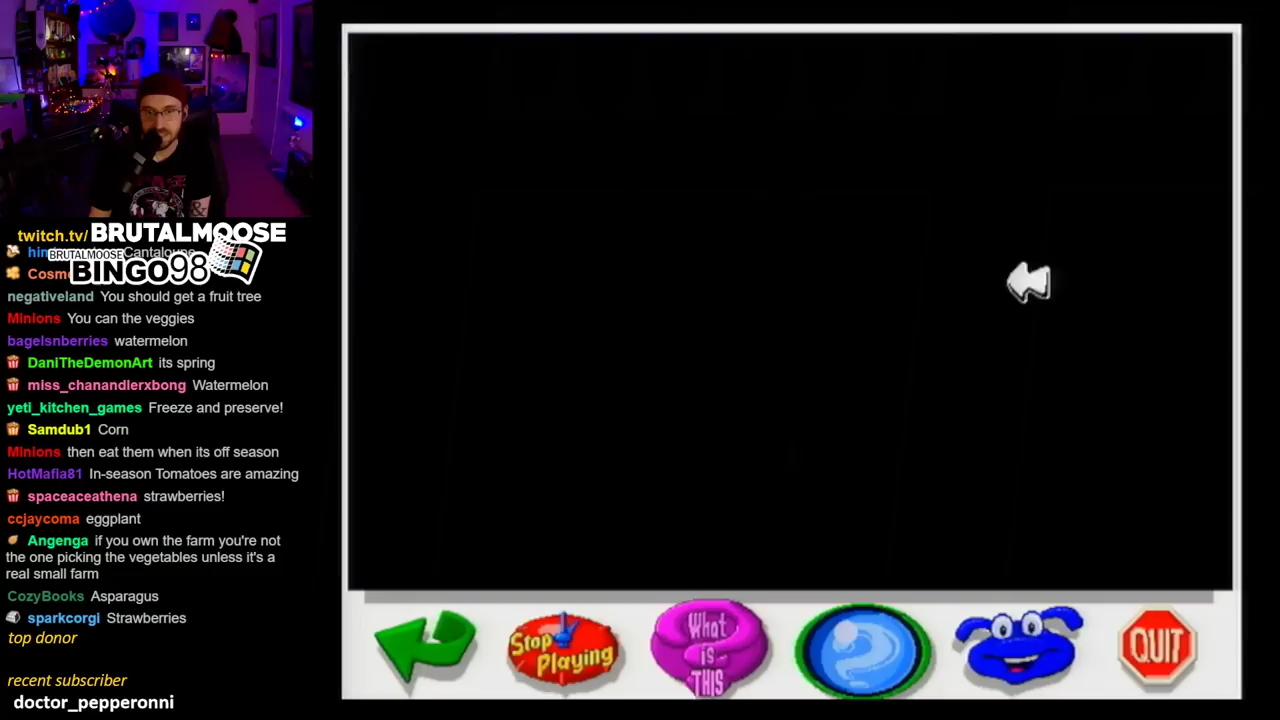 twitch.tv/BRUTALMOOSE
BRUTALMOOSE
BINGO98
negativeland You should get a fruit tree
Minions You can the veggies
bagelsnberries watermelon
DaniTheDemonArt its spring
miss_chanandlerxbong Watermelon
yeti_kitchen_games Freeze and preserve!
Samdub1 Corn
Minions then eat them when its off season
HotMafia81 In-season Tomatoes are amazing
spaceaceathena strawberries!
ccjaycoma eggplant
Angenga if you own the farm you're not
the one picking the vegetables unless it's a
real small farm
CozyBooks Asparagus
sparkcorgi Strawberries
top donor
recent subscriber
doctor_pepperonni
Stop
Playing
What
is
THIS
QUIT